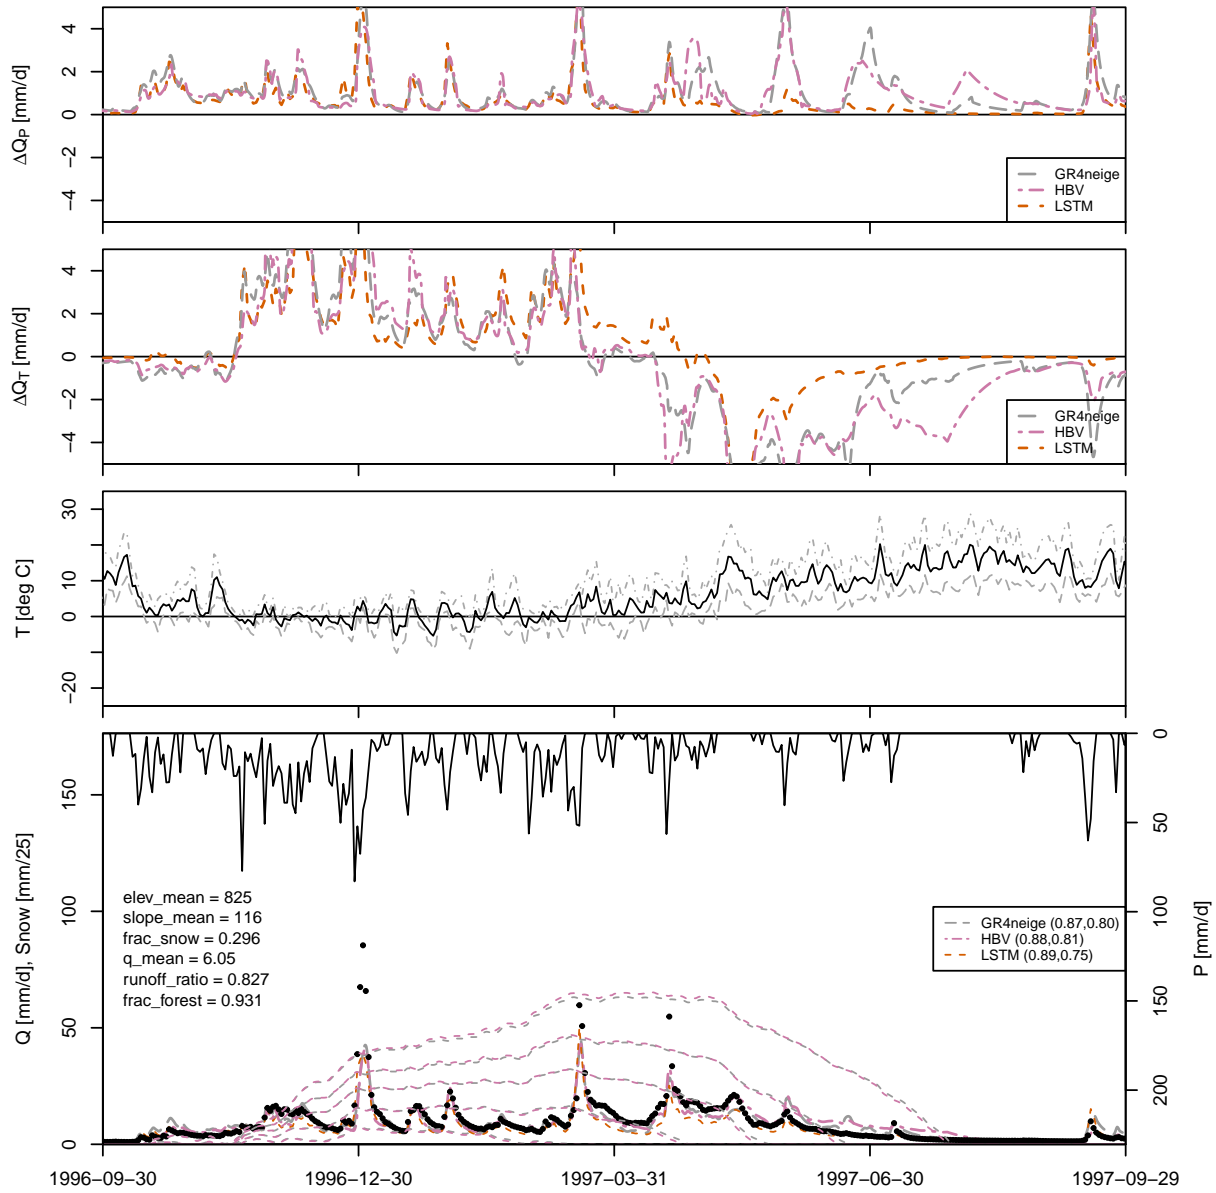 ΔQP [mm/d]
4
2
0
−2
−4
GR4neige
HBV
LSTM
ΔQT [mm/d]
4
2
0
−2
−4
GR4neige
HBV
LSTM
T [deg C]
30
10
0
−20
Q [mm/d], Snow [mm/25]
150
100
50
0
elev_mean = 825
slope_mean = 116
frac_snow = 0.296
q_mean = 6.05
runoff_ratio = 0.827
frac_forest = 0.931
GR4neige (0.87,0.80)
HBV (0.88,0.81)
LSTM (0.89,0.75)
0
50
100
150
200
P [mm/d]
1996−09−30
1996−12−30
1997−03−31
1997−06−30
1997−09−29